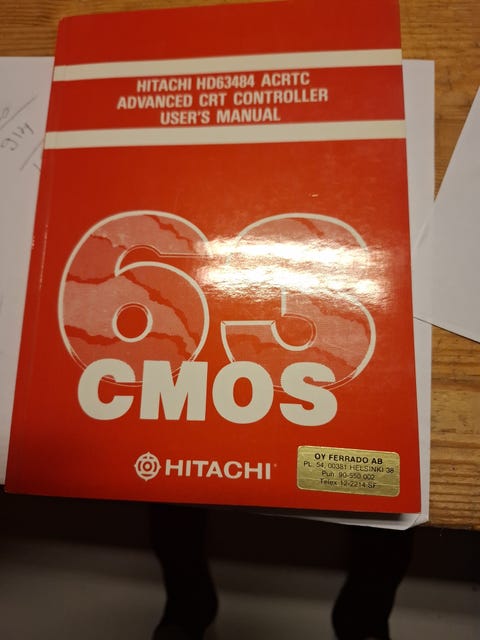 HITACHI HD63484 ACRTC
ADVANCED CRT CONTROLLER
USER'S MANUAL
63
CMOS
HITACHI
OY FERRADO AB
PL. 54, 00381 HELSINKI 38
Puh. 90-550 002
Telex 12-2214 SF